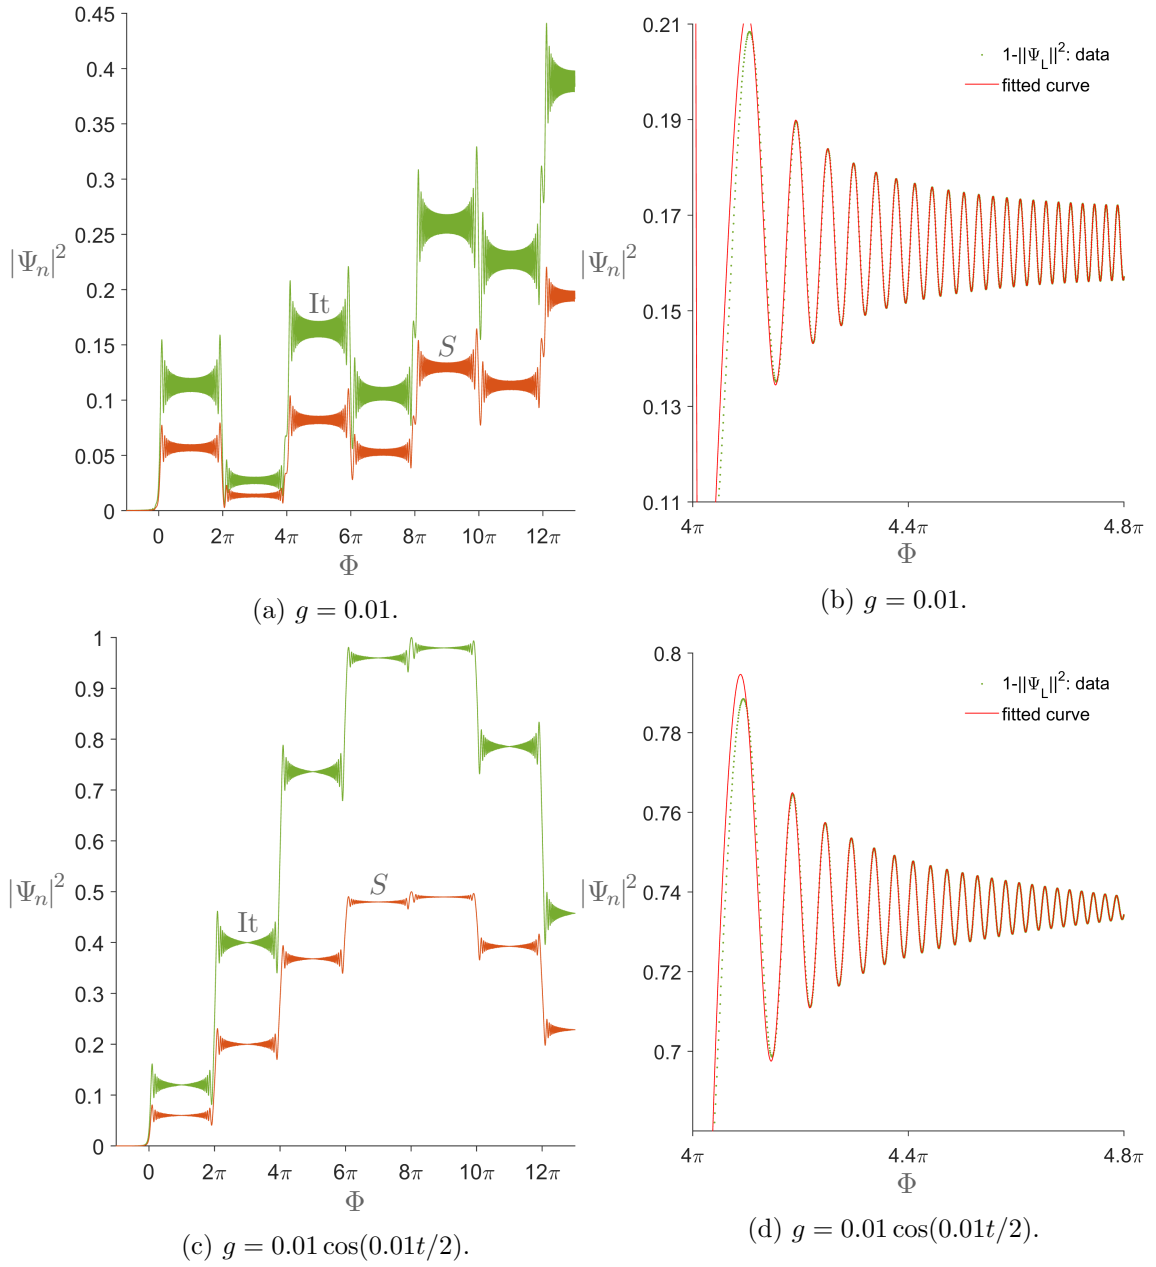 0.45
0.4
0.35
0.3
0.25
0.2
0.15
0.1
0.05
0
|Ψ_n|²
It
S
0 2π 4π 6π 8π 10π 12π
Φ
(a) g = 0.01.
0.21
0.19
0.17
0.15
0.13
0.11
|Ψ_n|²
1-||Ψ_L||²: data
fitted curve
4π 4.4π 4.8π
Φ
(b) g = 0.01.
1
0.9
0.8
0.7
0.6
0.5
0.4
0.3
0.2
0.1
0
|Ψ_n|²
It
S
0 2π 4π 6π 8π 10π 12π
Φ
(c) g = 0.01 cos(0.01t/2).
0.8
0.78
0.76
0.74
0.72
0.7
|Ψ_n|²
1-||Ψ_L||²: data
fitted curve
4π 4.4π 4.8π
Φ
(d) g = 0.01 cos(0.01t/2).